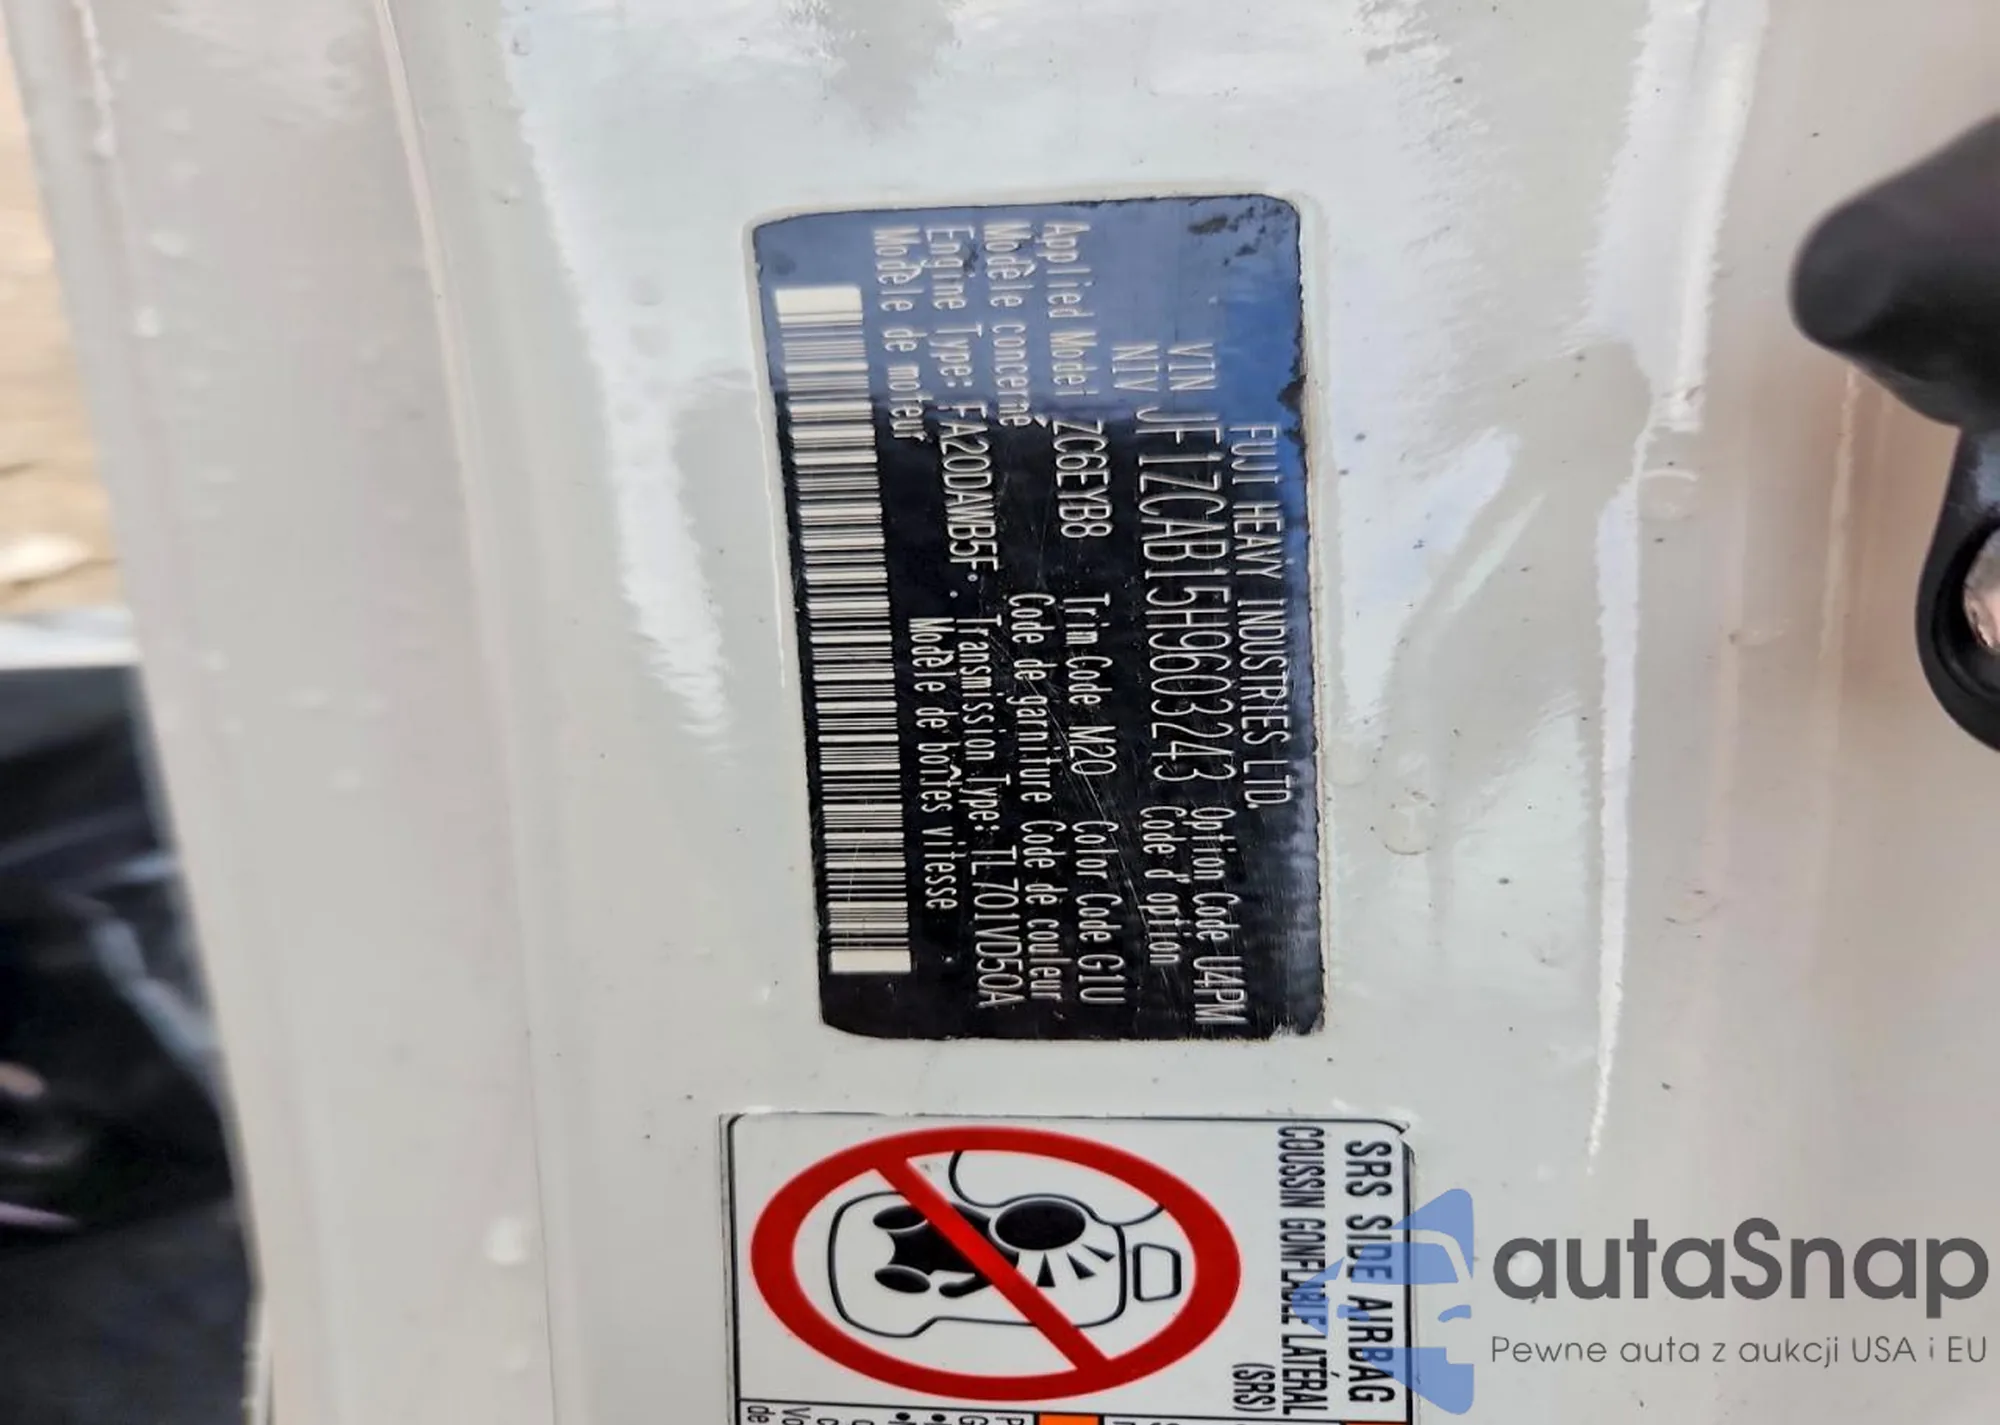 FUJI HEAVY INDUSTRIES LTD.
VIN JF1ZCAB15H9603243 Option Code U4PM
NIV Code d'option
Applied Model ZC6EYB8 Trim Code M20 Color Code G1U
Modèle concerné Code de garniture Code de couleur
Engine Type: FA20DAWB5F. Transmission Type: TL701VD50A
Modèle de moteur Modèle de boîtes vitesse
SRS SIDE AIRBAG
COUSSIN GONFLABLE LATÉRAL
(SRS)
autaSnap
Pewne auta z aukcji USA i EU